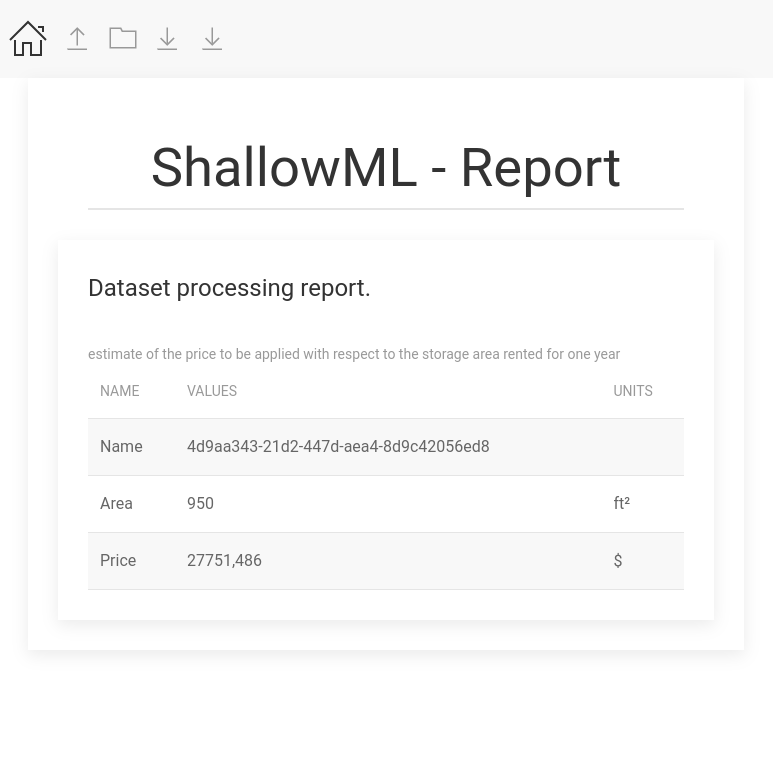 ShallowML - Report
Dataset processing report.
estimate of the price to be applied with respect to the storage area rented for one year
NAME VALUES UNITS
Name 4d9aa343-21d2-447d-aea4-8d9c42056ed8
Area 950 ft²
Price 27751,486 $